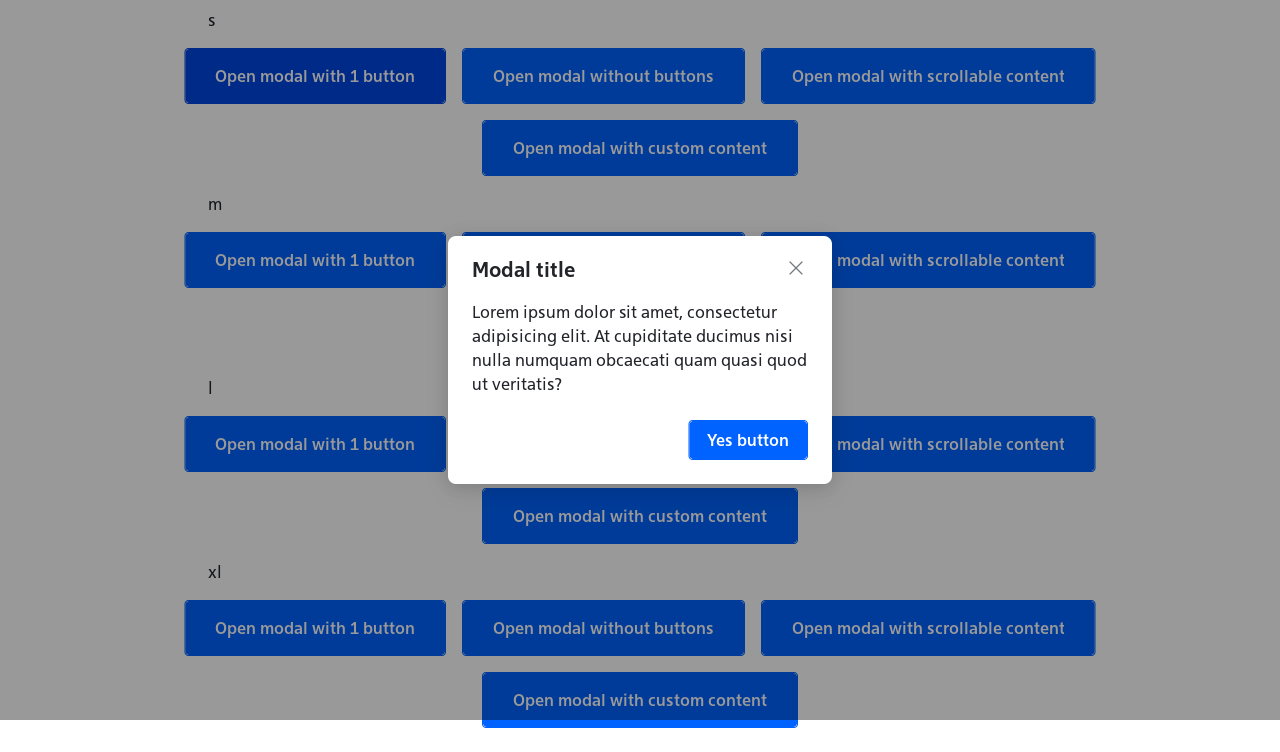 s
Open modal with 1 button
Open modal without buttons
Open modal with scrollable content
Open modal with custom content
m
Open modal with 1 button
modal with scrollable content
Modal title
Lorem ipsum dolor sit amet, consectetur
adipisicing elit. At cupiditate ducimus nisi
nulla numquam obcaecati quam quasi quod
ut veritatis?
Yes button
l
Open modal with 1 button
modal with scrollable content
Open modal with custom content
xl
Open modal with 1 button
Open modal without buttons
Open modal with scrollable content
Open modal with custom content